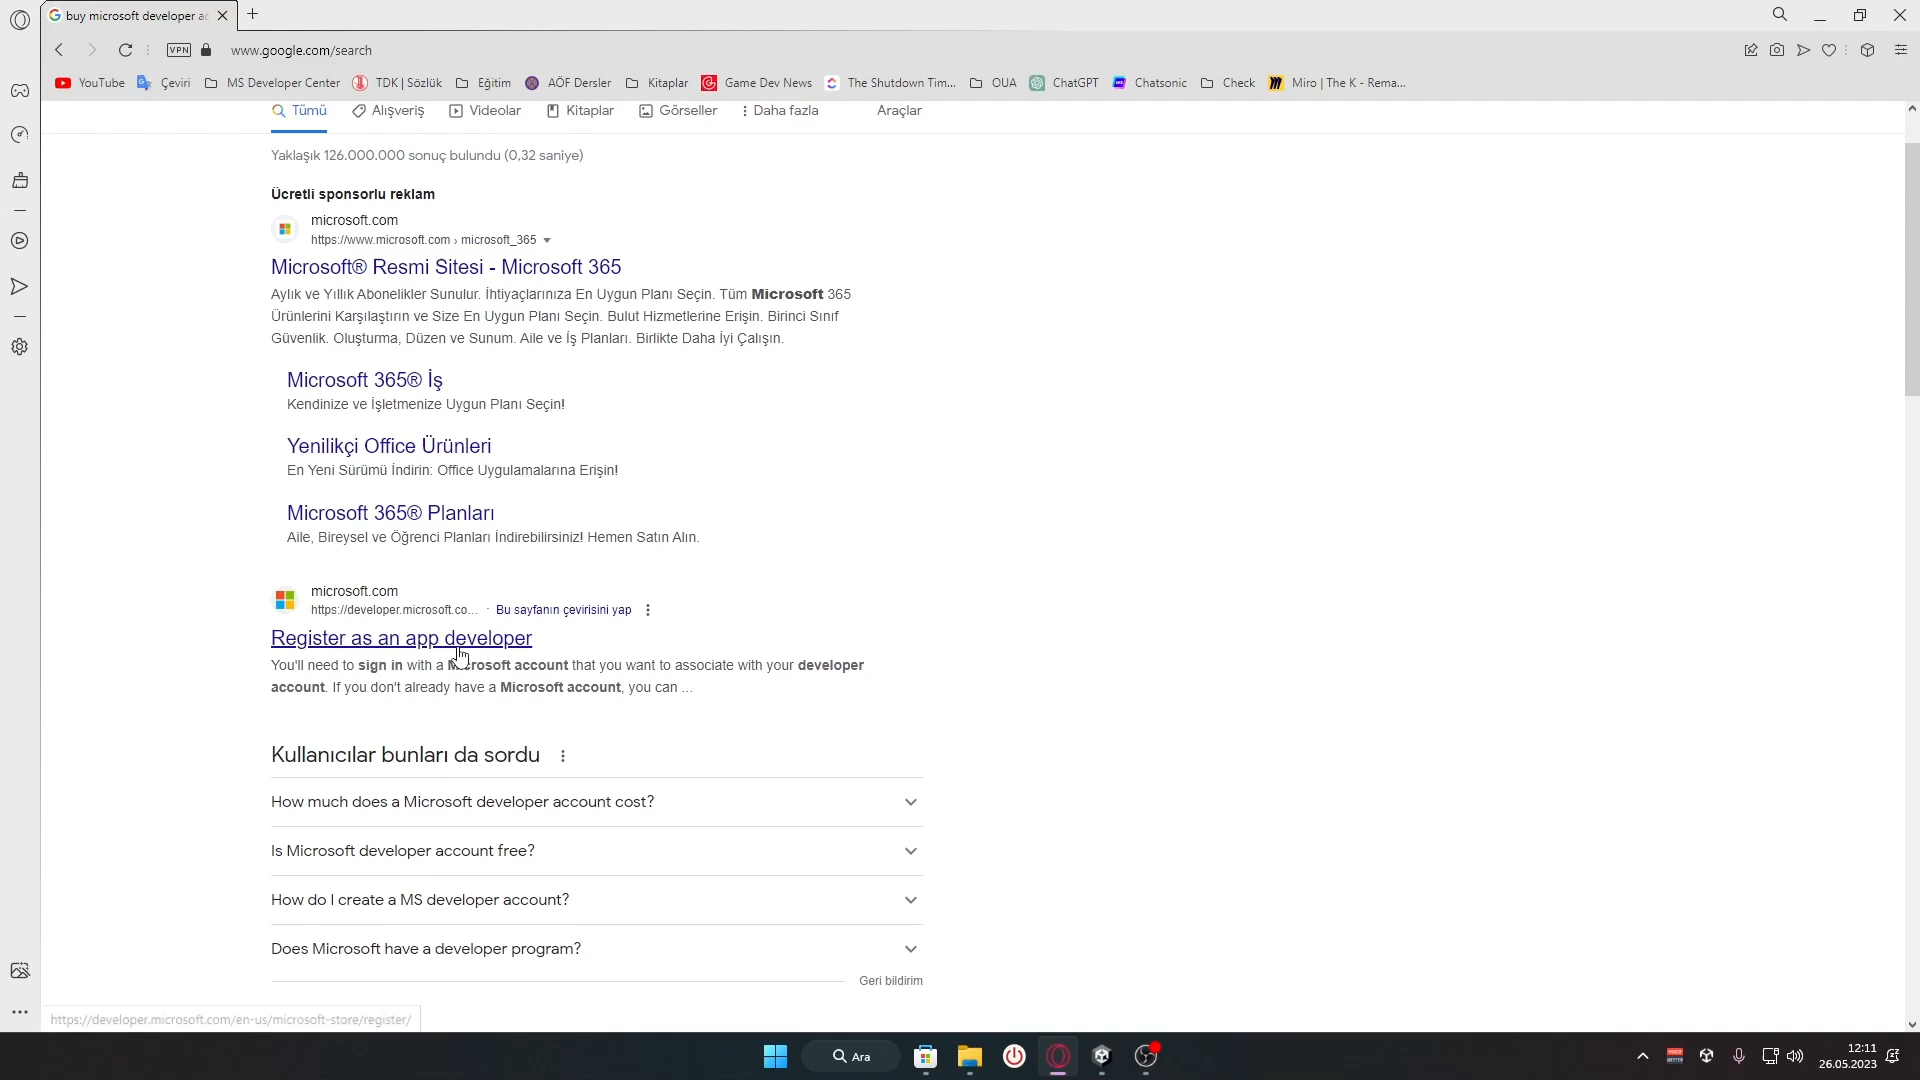 buy microsoft developer ac
VPN
www.google.com/search
YouTube
Çeviri
MS Developer Center
TDK | Sözlük
Eğitim
AÖF Dersler
Kitaplar
Game Dev News
The Shutdown Tim...
OUA
ChatGPT
Chatsonic
Check
Miro | The K - Rema...
Tümü
Alışveriş
Videolar
Kitaplar
Görseller
Daha fazla
Araçlar
Yaklaşık 126.000.000 sonuç bulundu (0,32 saniye)
Ücretli sponsorlu reklam
microsoft.com
https://www.microsoft.com › microsoft_365
Microsoft® Resmi Sitesi - Microsoft 365
Aylık ve Yıllık Abonelikler Sunulur. İhtiyaçlarınıza En Uygun Planı Seçin. Tüm Microsoft 365
Ürünlerini Karşılaştırın ve Size En Uygun Planı Seçin. Bulut Hizmetlerine Erişin. Birinci Sınıf
Güvenlik. Oluşturma, Düzen ve Sunum. Aile ve İş Planları. Birlikte Daha İyi Çalışın.
Microsoft 365® İş
Kendinize ve İşletmenize Uygun Planı Seçin!
Yenilikçi Office Ürünleri
En Yeni Sürümü İndirin: Office Uygulamalarına Erişin!
Microsoft 365® Planları
Aile, Bireysel ve Öğrenci Planları İndirebilirsiniz! Hemen Satın Alın.
microsoft.com
https://developer.microsoft.co... · Bu sayfanın çevirisini yap
Register as an app developer
You'll need to sign in with a Microsoft account that you want to associate with your developer
account. If you don't already have a Microsoft account, you can ...
Kullanıcılar bunları da sordu
How much does a Microsoft developer account cost?
Is Microsoft developer account free?
How do I create a MS developer account?
Does Microsoft have a developer program?
Geri bildirim
https://developer.microsoft.com/en-us/microsoft-store/register/
Ara
12:11
26.05.2023